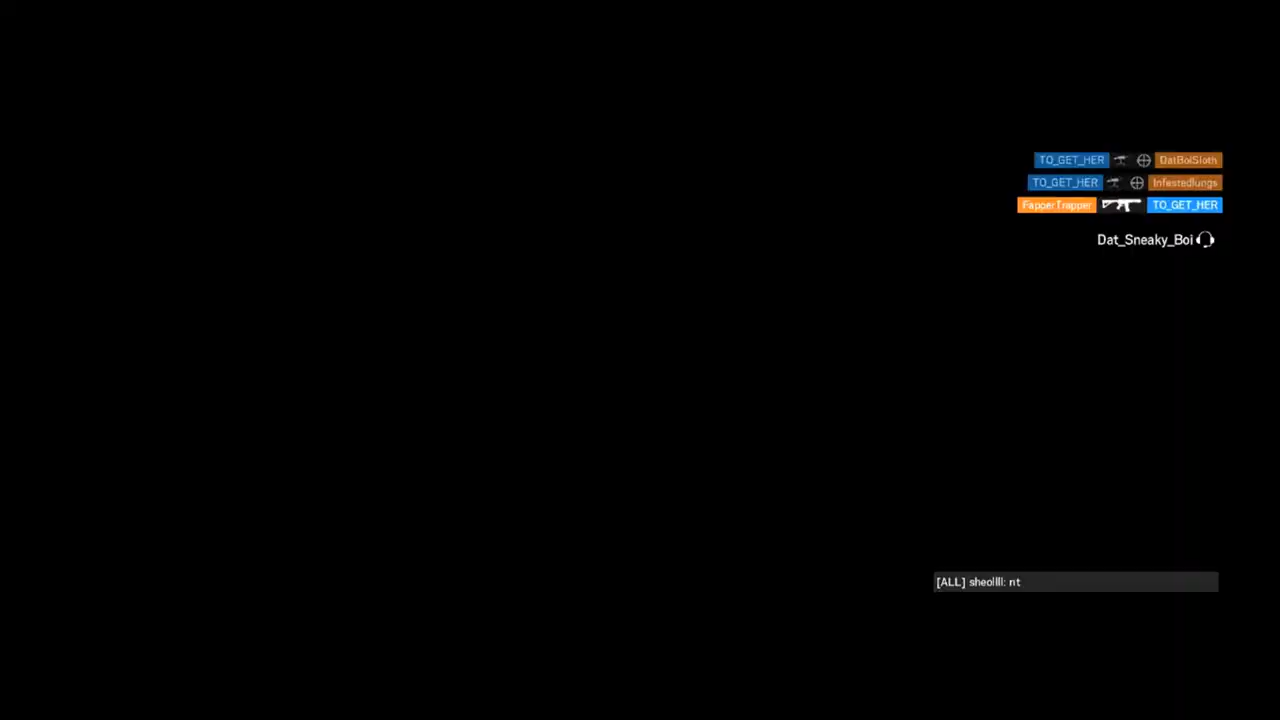 TO_GET_HER DatBoiSloth
TO_GET_HER Infestedlungs
FapperTrapper TO_GET_HER
Dat_Sneaky_Boi
[ALL] sheollll: nt